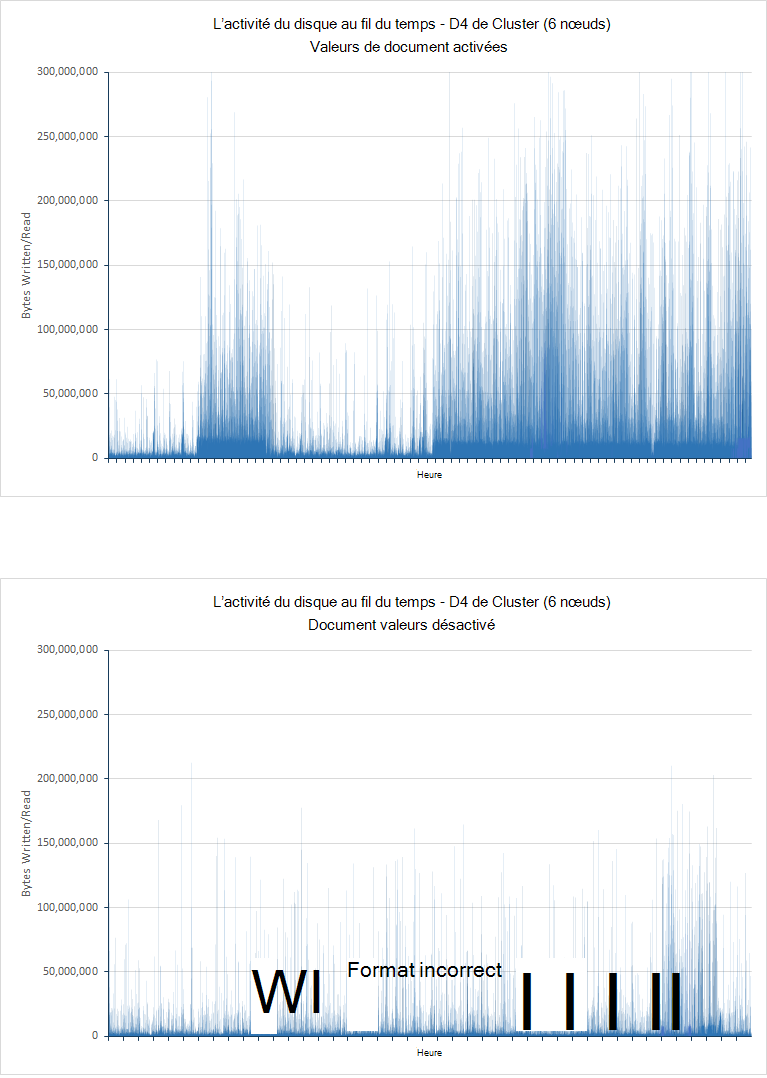 L'activité du disque au fil du temps - D4 de Cluster (6 nœuds)
Valeurs de document activées
300,000,000
250,000,000
200,000,000
150,000,000
100,000,000
50,000,000
0
Bytes Written/Read
Heure
L'activité du disque au fil du temps - D4 de Cluster (6 nœuds)
Document valeurs désactivé
300,000,000
250,000,000
200,000,000
150,000,000
100,000,000
50,000,000
0
Bytes Written/Read
WI Format incorrect I I I II
Heure